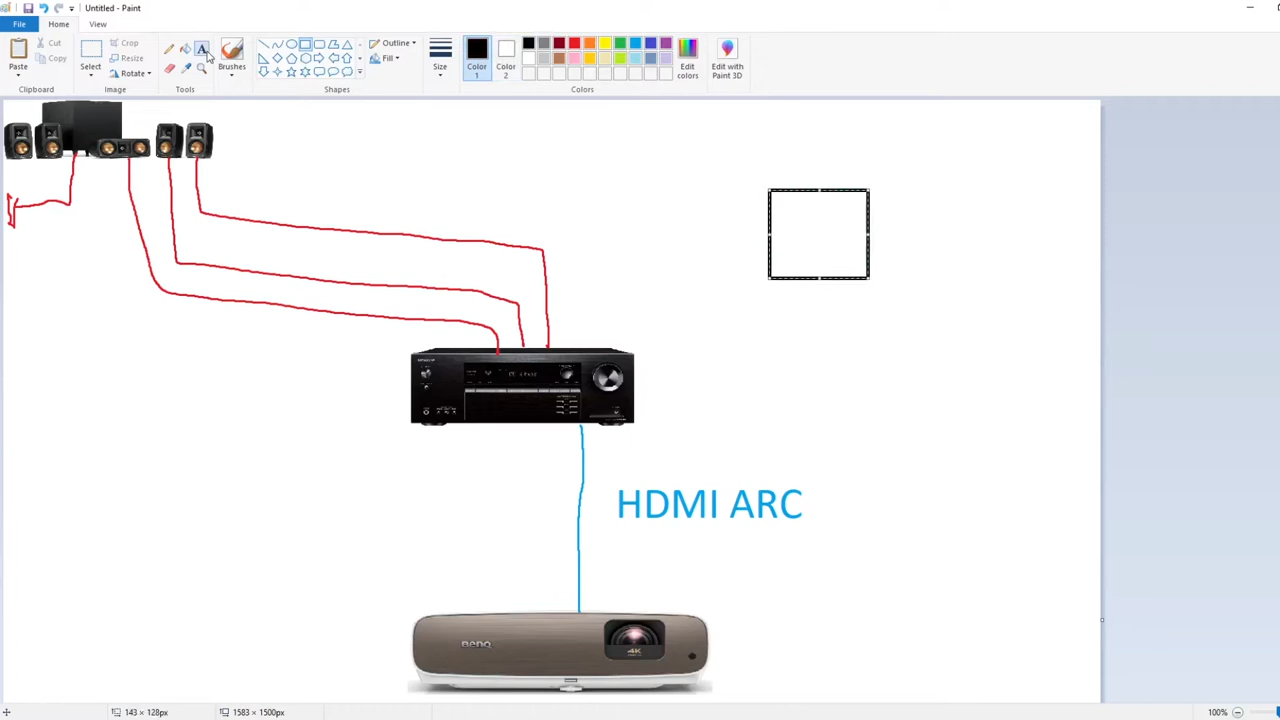 Untitled - Paint
File
Home
View
Paste
Cut
Copy
Clipboard
Select
Crop
Resize
Rotate
Image
A
Tools
Brushes
Shapes
Outline
Fill
Size
Color 1
Color 2
Edit colors
Edit with Paint 3D
Colors
HDMI ARC
BenQ
4K
143 × 128px
1583 × 1500px
100%